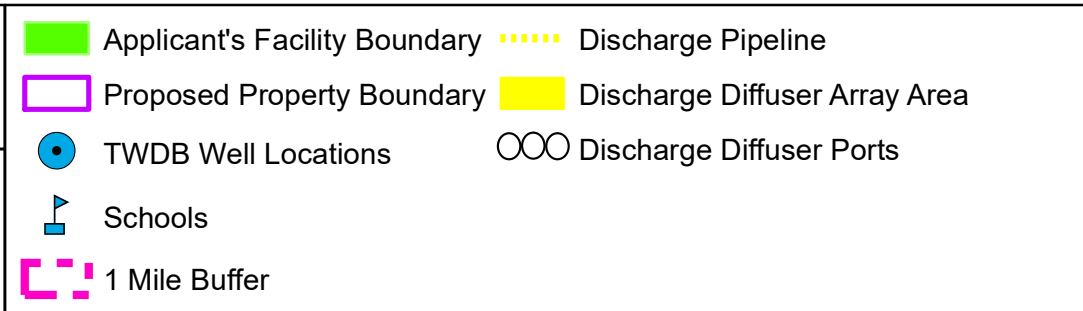 Applicant's Facility Boundary
Discharge Pipeline
Proposed Property Boundary
Discharge Diffuser Array Area
TWDB Well Locations
Discharge Diffuser Ports
Schools
1 Mile Buffer